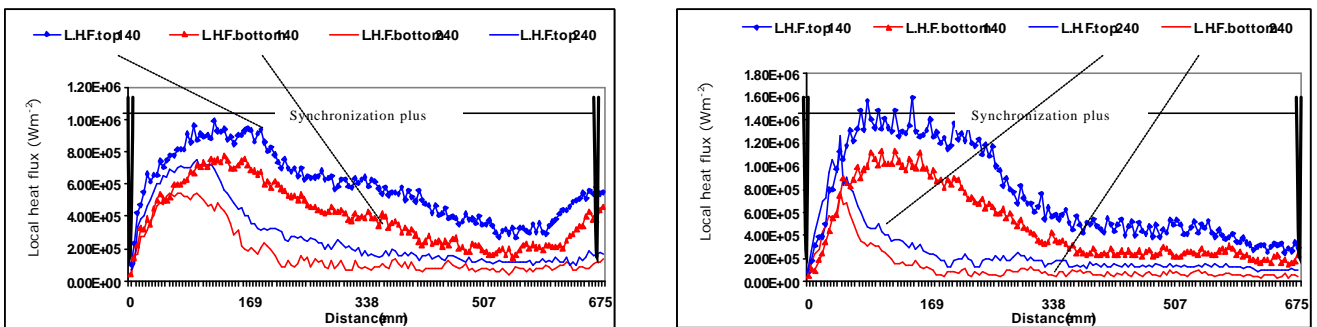 L.H.F.top140 L.H.F.bottom140 L.H.F.bottom240 L.H.F.top240
1.20E+06
1.00E+06
8.00E+05
6.00E+05
4.00E+05
2.00E+05
0.00E+00
Local heat flux (Wm-2)
Synchronization plus
0 169 338 507 675
Distance(mm)
L.H.F.top140 L.H.F.bottom140 L.H.F.top240 L.H.F.bottom240
1.80E+06
1.60E+06
1.40E+06
1.20E+06
1.00E+06
8.00E+05
6.00E+05
4.00E+05
2.00E+05
0.00E+00
Local heat flux (Wm-2)
Synchronization plus
0 169 338 507 675
Distance(mm)